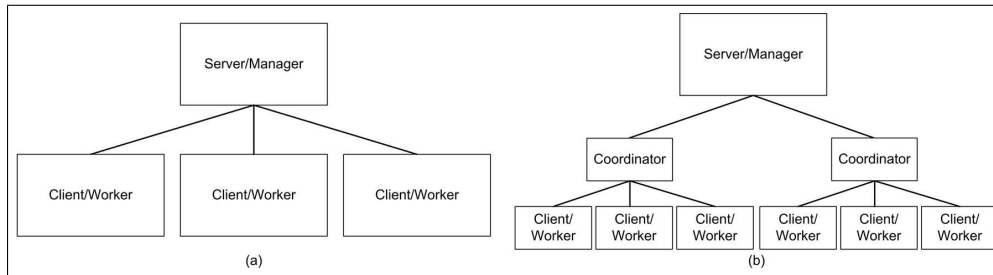 Server/Manager
Client/Worker
Client/Worker
Client/Worker
(a)
Server/Manager
Coordinator
Coordinator
Client/
Worker
Client/
Worker
Client/
Worker
Client/
Worker
Client/
Worker
Client/
Worker
(b)